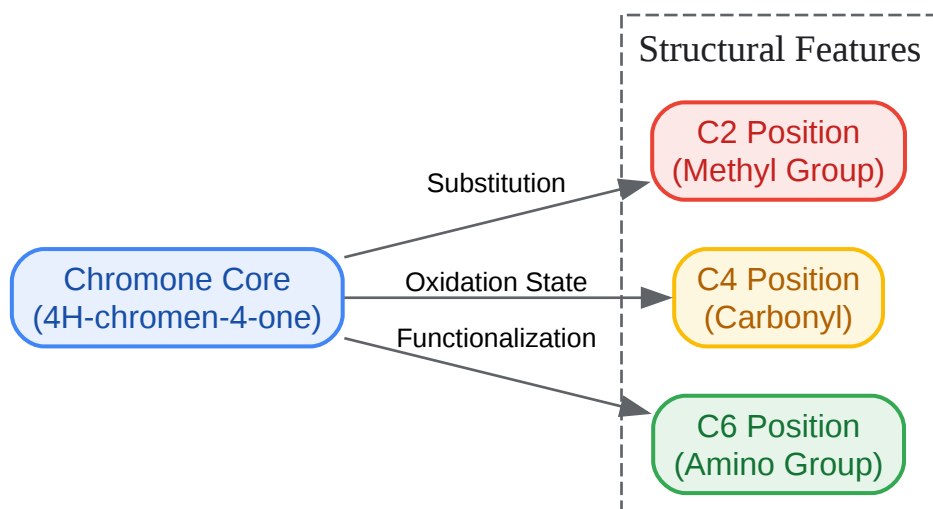 Structural Features
C2 Position
(Methyl Group)
Substitution
Chromone Core
(4H-chromen-4-one)
Oxidation State
C4 Position
(Carbonyl)
Functionalization
C6 Position
(Amino Group)